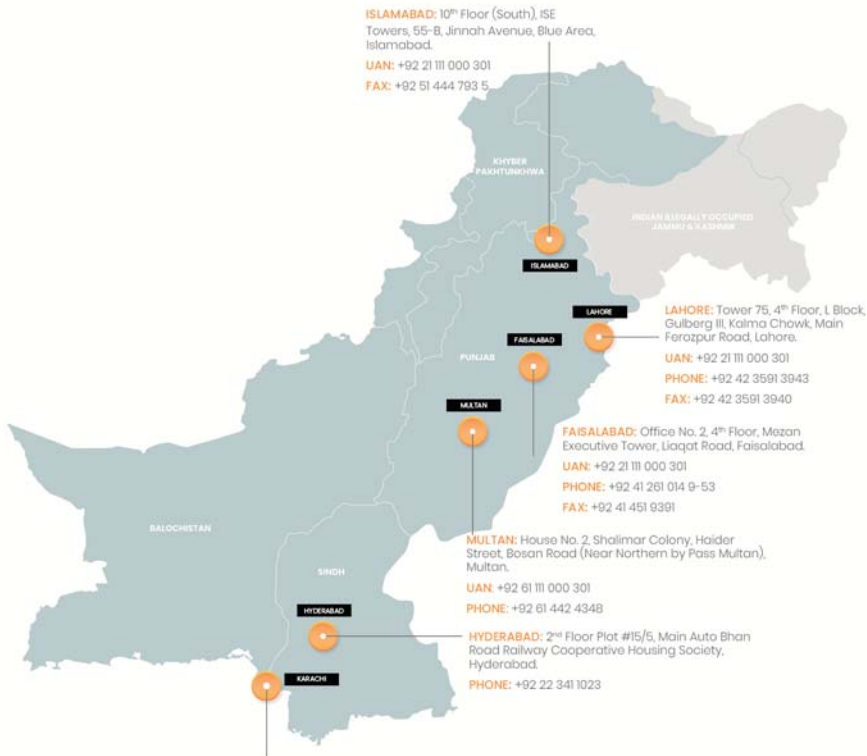 ISLAMABAD: 10th Floor (South), ISE
Towers, 55-B, Jinnah Avenue, Blue Area,
Islamabad.
UAN: +92 21 111 000 301
FAX: +92 51 444 793 5
KHYBER
PAKHTUNKHWA
INDIAN ILLEGALLY OCCUPIED
JAMMU & KASHMIR
ISLAMABAD
LAHORE
LAHORE: Tower 75, 4th Floor, L Block,
Gulberg III, Kalma Chowk, Main
Ferozpur Road, Lahore.
UAN: +92 21 111 000 301
PHONE: +92 42 3591 3943
FAX: +92 42 3591 3940
FAISALABAD
PUNJAB
MULTAN
FAISALABAD: Office No. 2, 4th Floor, Mezan
Executive Tower, Liaqat Road, Faisalabad.
UAN: +92 21 111 000 301
PHONE: +92 41 261 014 9-53
FAX: +92 41 451 9391
BALOCHISTAN
MULTAN: House No. 2, Shalimar Colony, Haider
Street, Bosan Road (Near Northern by Pass Multan),
Multan.
UAN: +92 61 111 000 301
PHONE: +92 61 442 4348
SINDH
HYDERABAD
HYDERABAD: 2nd Floor Plot #15/5, Main Auto Bhan
Road Railway Cooperative Housing Society,
Hyderabad.
PHONE: +92 22 341 1023
KARACHI